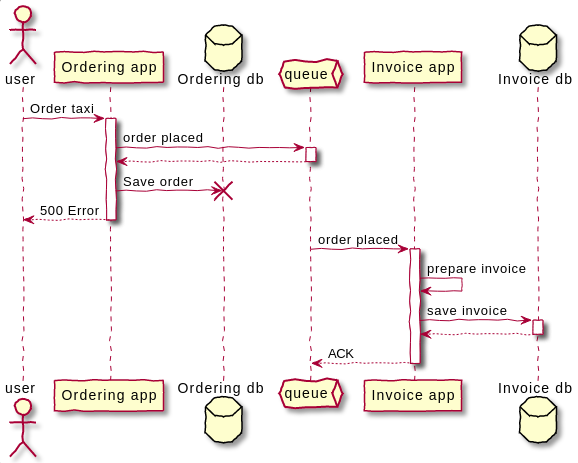 user
Ordering app
Ordering db
queue
Invoice app
Invoice db
Order taxi
order placed
Save order
500 Error
order placed
prepare invoice
save invoice
ACK
user
Ordering app
Ordering db
queue
Invoice app
Invoice db